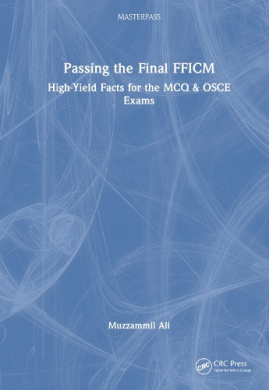 MASTERPASS
Passing the Final FFICM
High-Yield Facts for the MCQ & OSCE
Exams
Muzzammil Ali
CRC
CRC Press
Taylor & Francis Group